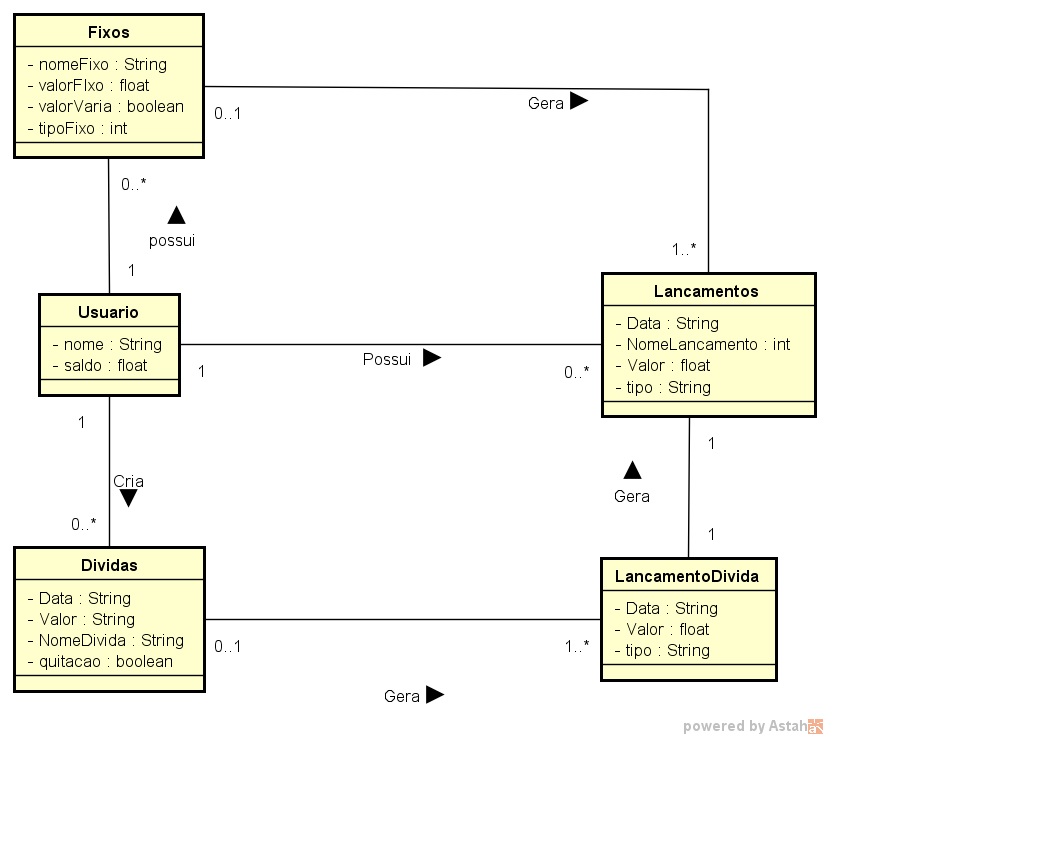 Fixos
- nomeFixo : String
- valorFIxo : float
- valorVaria : boolean
- tipoFixo : int
0..1
Gera
0..*
possui
1
1..*
Usuario
- nome : String
- saldo : float
1
Possui
0..*
Lancamentos
- Data : String
- NomeLancamento : int
- Valor : float
- tipo : String
1
Cria
0..*
1
Gera
1
Dividas
- Data : String
- Valor : String
- NomeDivida : String
- quitacao : boolean
0..1
1..*
Gera
LancamentoDivida
- Data : String
- Valor : float
- tipo : String
powered by Astah